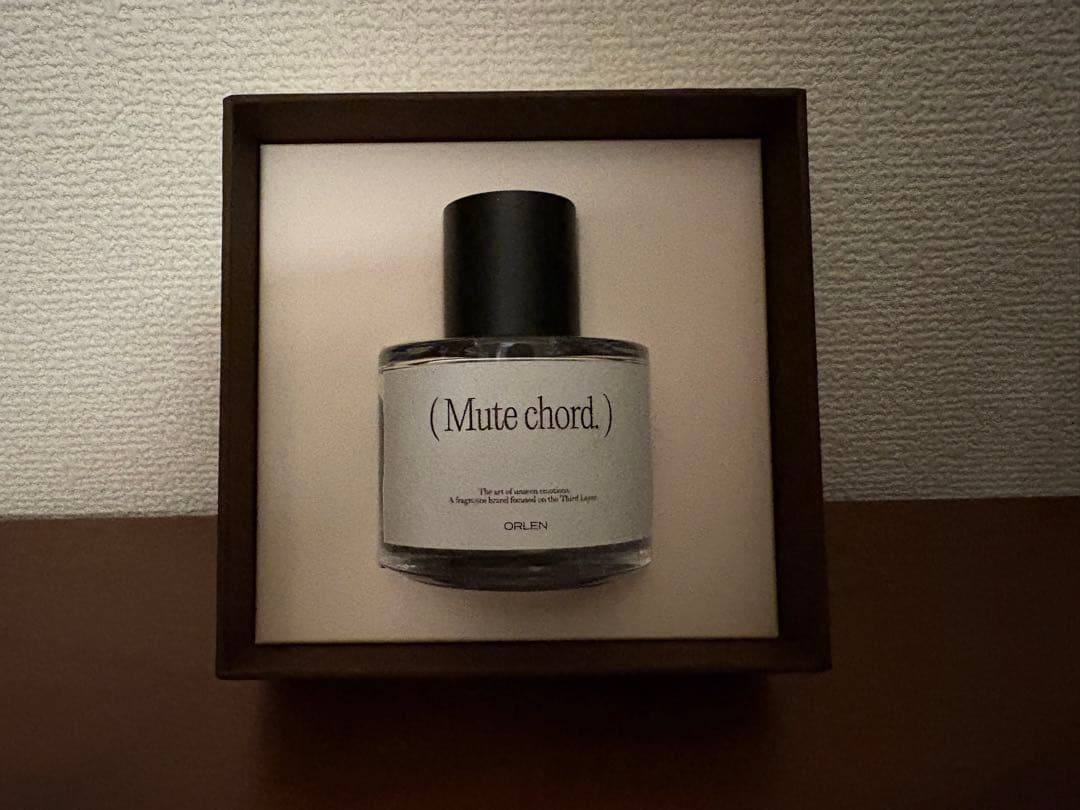 ( Mute chord. )
The art of unseen emotions.
A fragrance brand focused on the Third Layer.
ORLEN